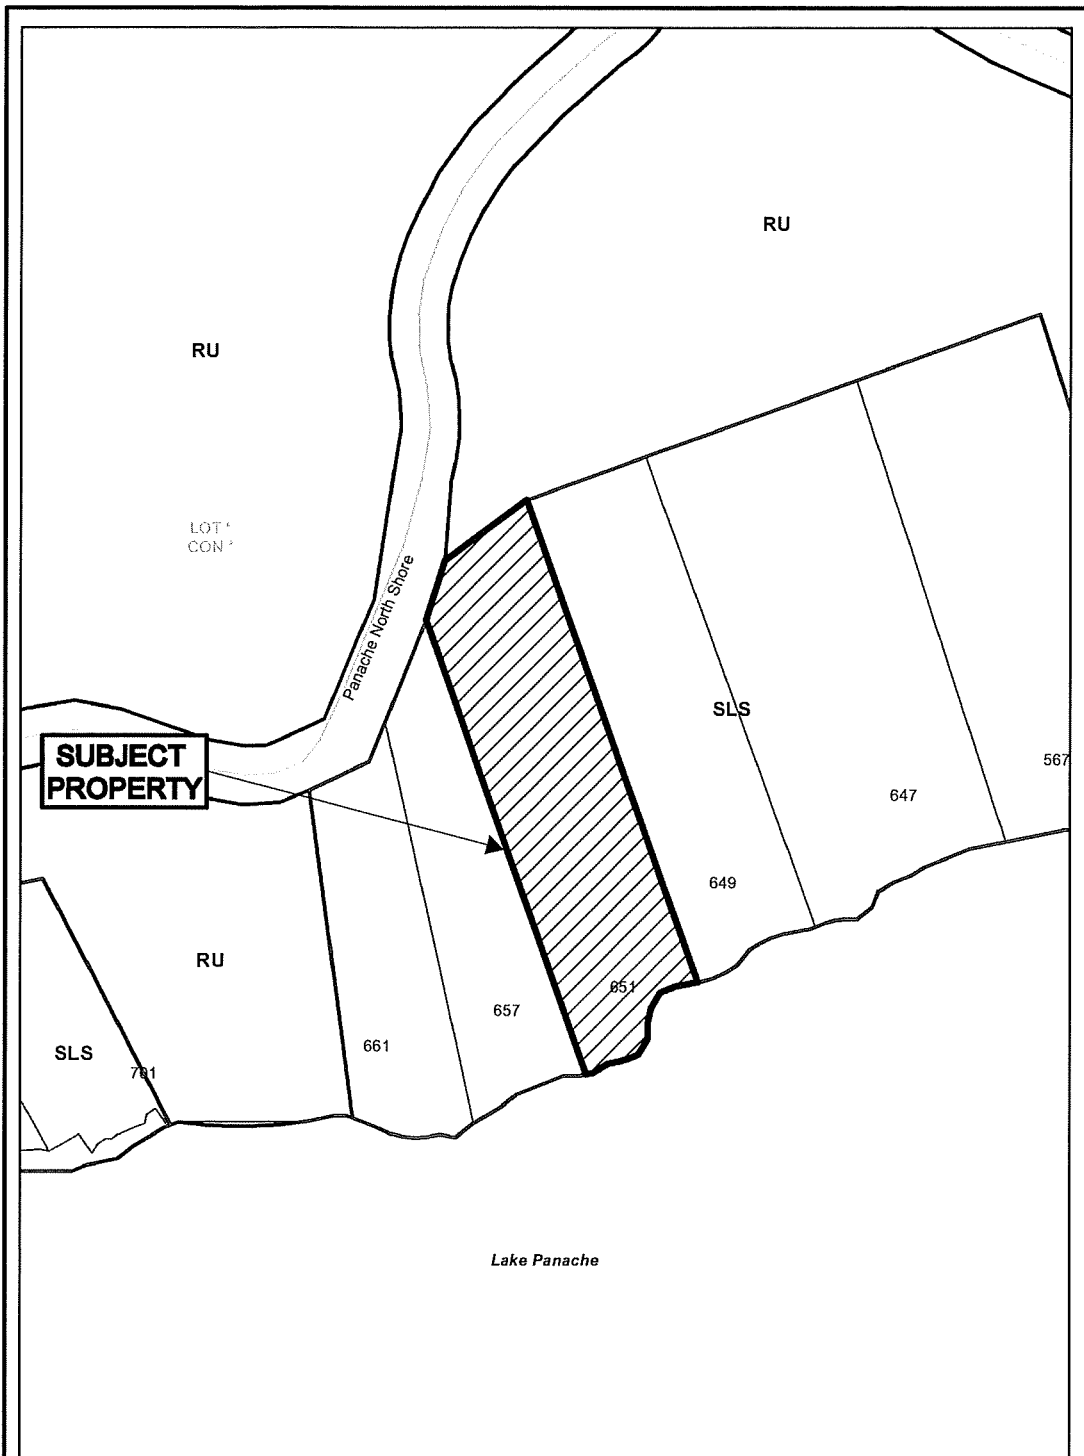 RU
RU
LOT
CON
Panache North Shore
SUBJECT
PROPERTY
SLS
567
647
649
RU
651
657
661
SLS
701
Lake Panache